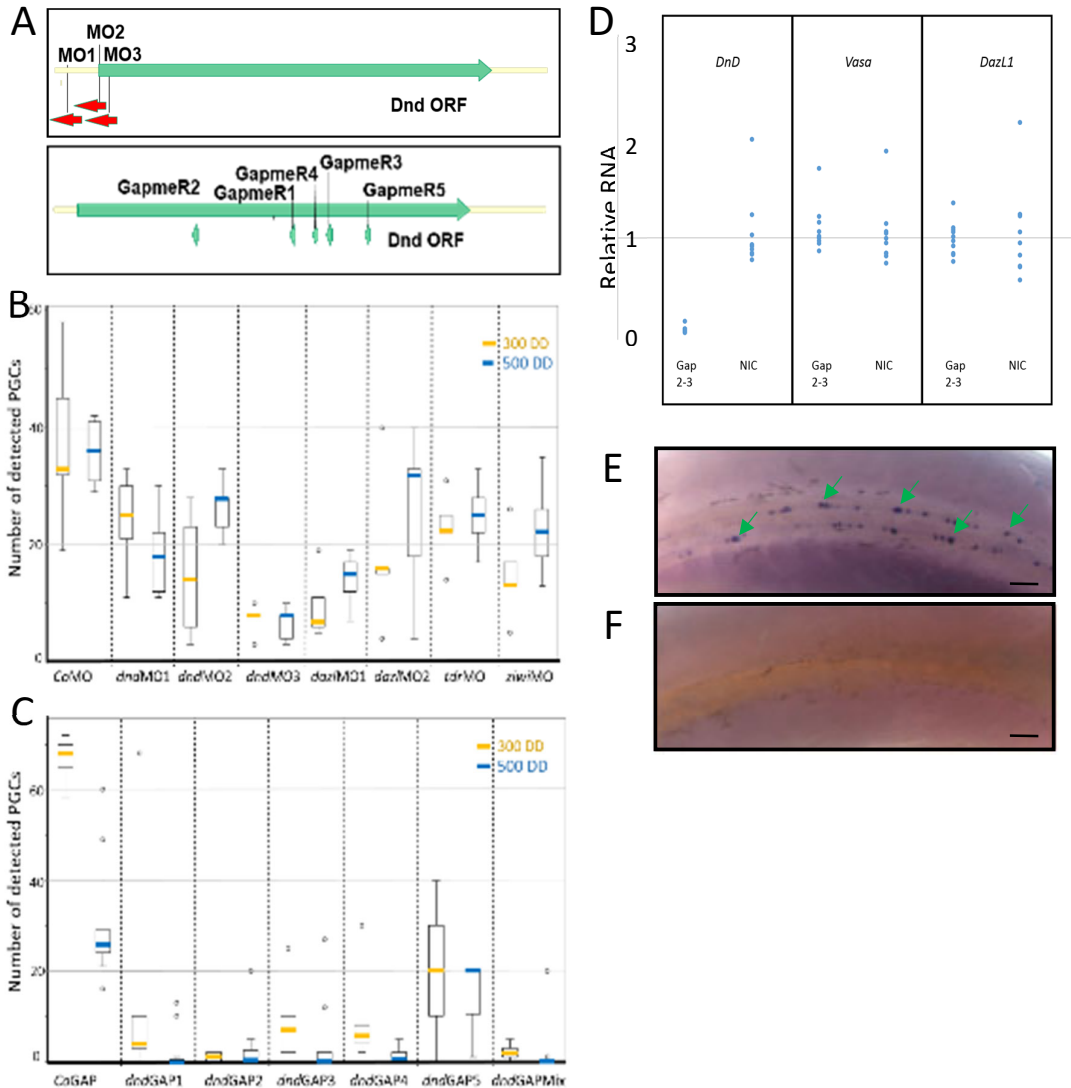 A
MO2
MO1 MO3
Dnd ORF
GapmeR3
GapmeR4
GapmeR2
GapmeR1
GapmeR5
Dnd ORF
B
60
40
20
0
Number of detected PGCs
300 DD
500 DD
CoMO dndMO1 dndMO2 dndMO3 dazlMO1 dazlMO2 tdrMO ziwiMO
C
60
40
20
0
Number of detected PGCs
300 DD
500 DD
CoGAP dndGAP1 dndGAP2 dndGAP3 dndGAP4 dndGAP5 dndGAPMix
D
3
2
1
0
Relative RNA
DnD Vasa DazL1
Gap NIC Gap NIC Gap NIC
2-3 2-3 2-3
E
F